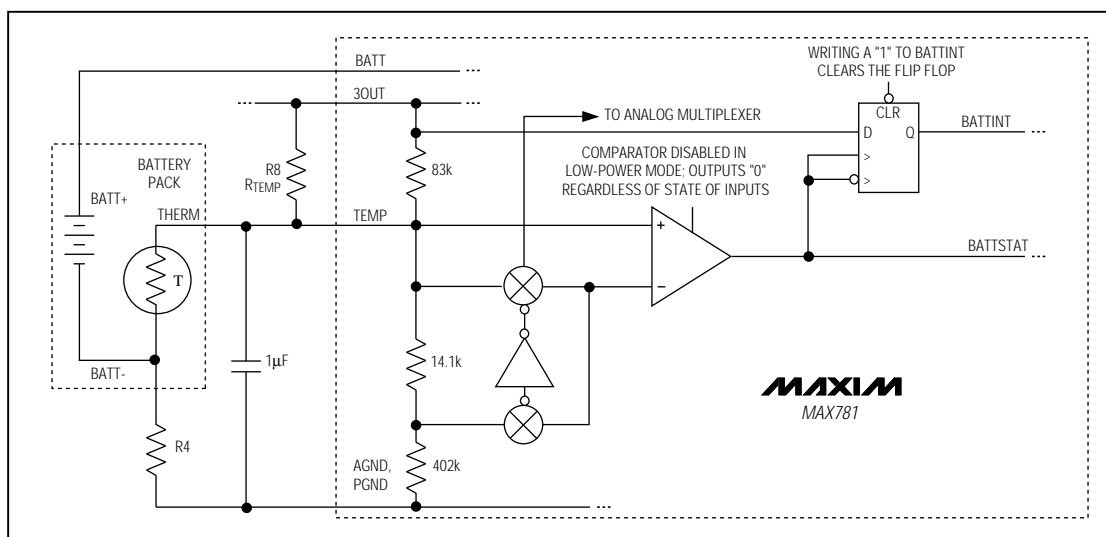 WRITING A "1" TO BATTINT
CLEARS THE FLIP FLOP
BATT
3OUT
TO ANALOG MULTIPLEXER
CLR
D
Q
BATTINT
>
>
COMPARATOR DISABLED IN
LOW-POWER MODE; OUTPUTS "0"
REGARDLESS OF STATE OF INPUTS
BATTERY
PACK
R8
RTEMP
83k
BATT+
THERM
TEMP
+
−
BATTSTAT
T
14.1k
1µF
BATT-
MAXIM
MAX781
R4
AGND,
PGND
402k